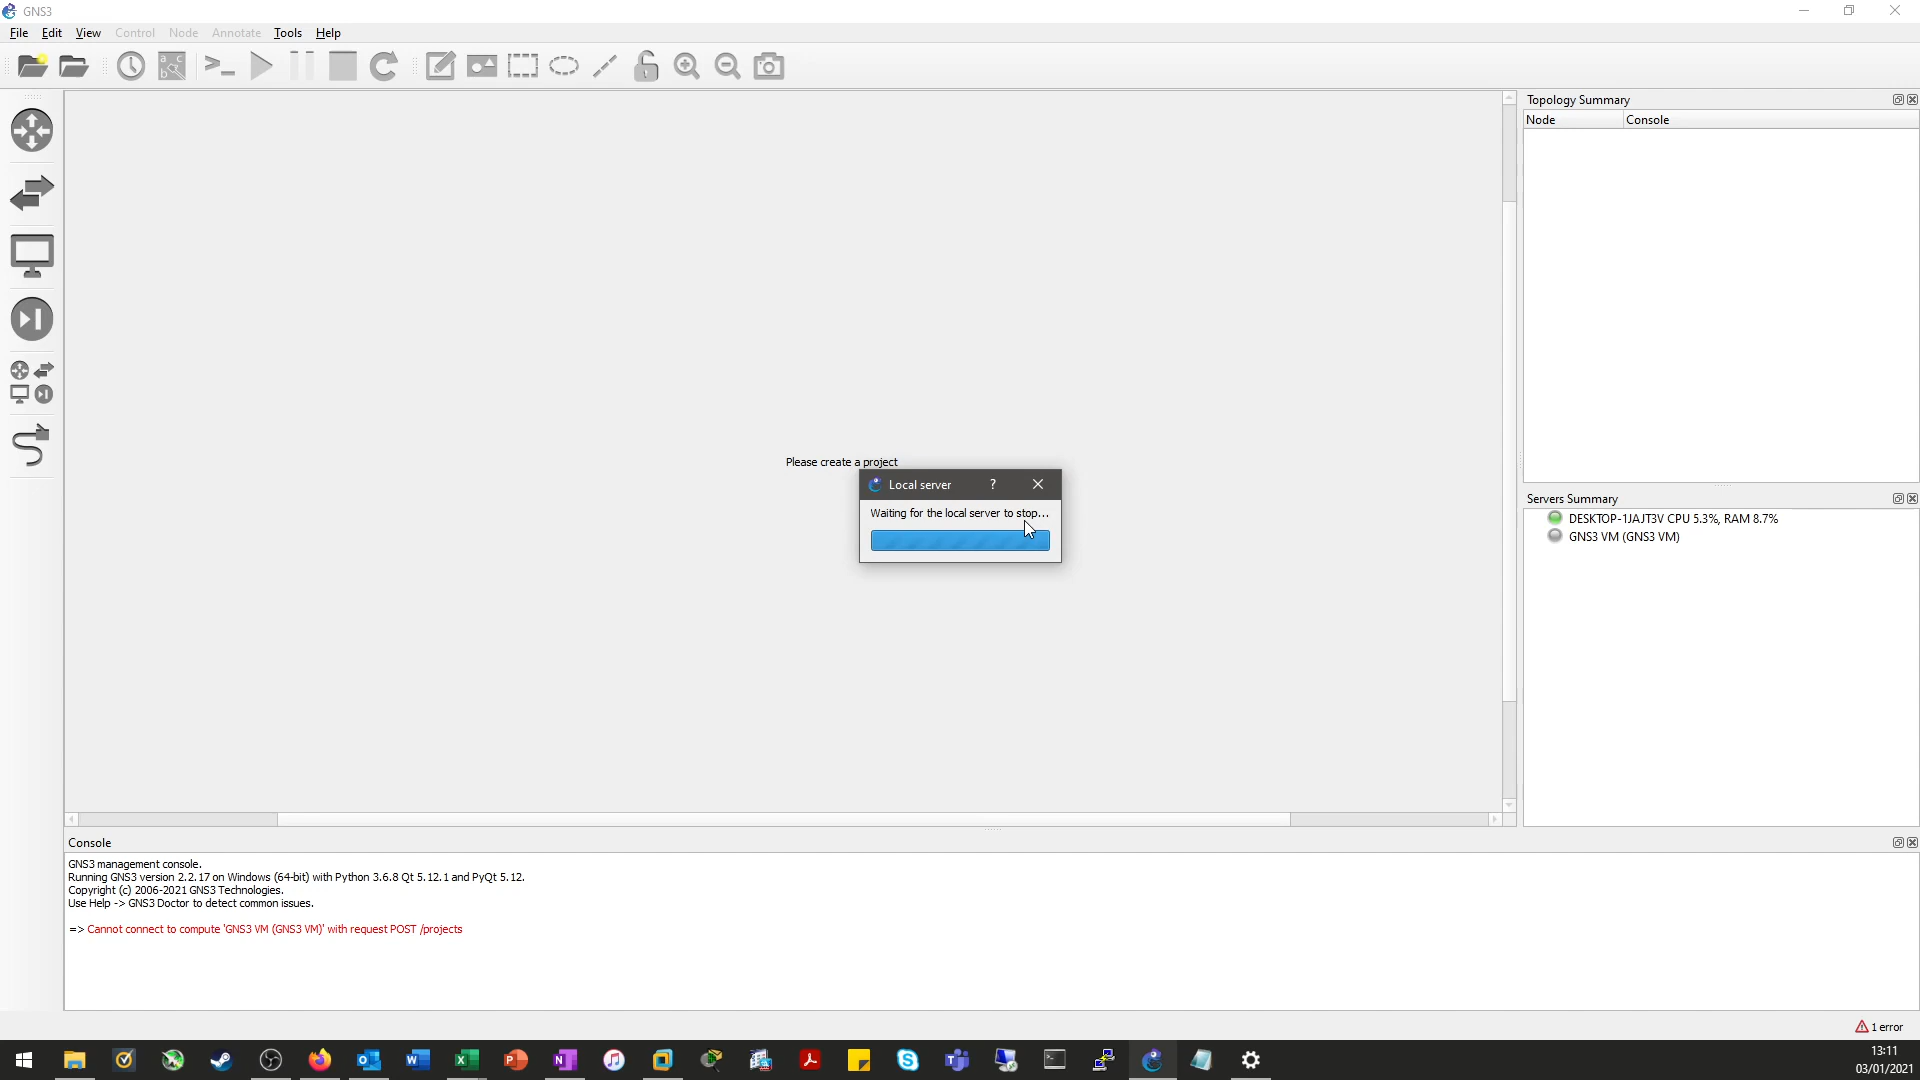 GNS3
File Edit View Control Node Annotate Tools Help
a c
b
Topology Summary
Node Console
Please create a project
Local server ?
Waiting for the local server to stop...
Servers Summary
DESKTOP-1JAJT3V CPU 5.3%, RAM 8.7%
GNS3 VM (GNS3 VM)
Console
GNS3 management console.
Running GNS3 version 2.2.17 on Windows (64-bit) with Python 3.6.8 Qt 5.12.1 and PyQt 5.12.
Copyright (c) 2006-2021 GNS3 Technologies.
Use Help -> GNS3 Doctor to detect common issues.
=> Cannot connect to compute 'GNS3 VM (GNS3 VM)' with request POST /projects
1 error
13:11
03/01/2021